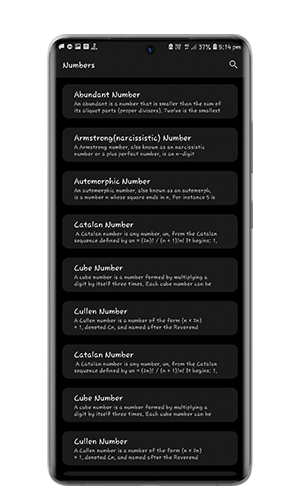 37% 5:14 pm
Numbers
Abundant Number
An abundant is a number that is smaller than the sum of
its aliquot parts (proper divisors). Twelve is the smallest
Armstrong(narcissistic) Number
A Armstrong number, also known as an narcissistic
number or a plus perfect number, is an n-digit
Automorphic Number
An automorphic number, also known as an automorph,
is a number n whose square ends in n. For instance 5 is
Catalan Number
A Catalan number is any number, un, from the Catalan
sequence defined by un = (2n)! / (n + 1)!n! It begins: 1,
Cube Number
A cube number is a number formed by multiplying a
digit by itself three times, Each cube number can be
Cullen Number
A Cullen number is a number of the form (n × 2n)
+ 1, denoted Cn, and named after the Reverend
Catalan Number
A Catalan number is any number, un, from the Catalan
sequence defined by un = (2n)! / (n + 1)!n! It begins: 1,
Cube Number
A cube number is a number formed by multiplying a
digit by itself three times, Each cube number can be
Cullen Number
A Cullen number is a number of the form (n × 2n)
+ 1, denoted Cn, and named after the Reverend